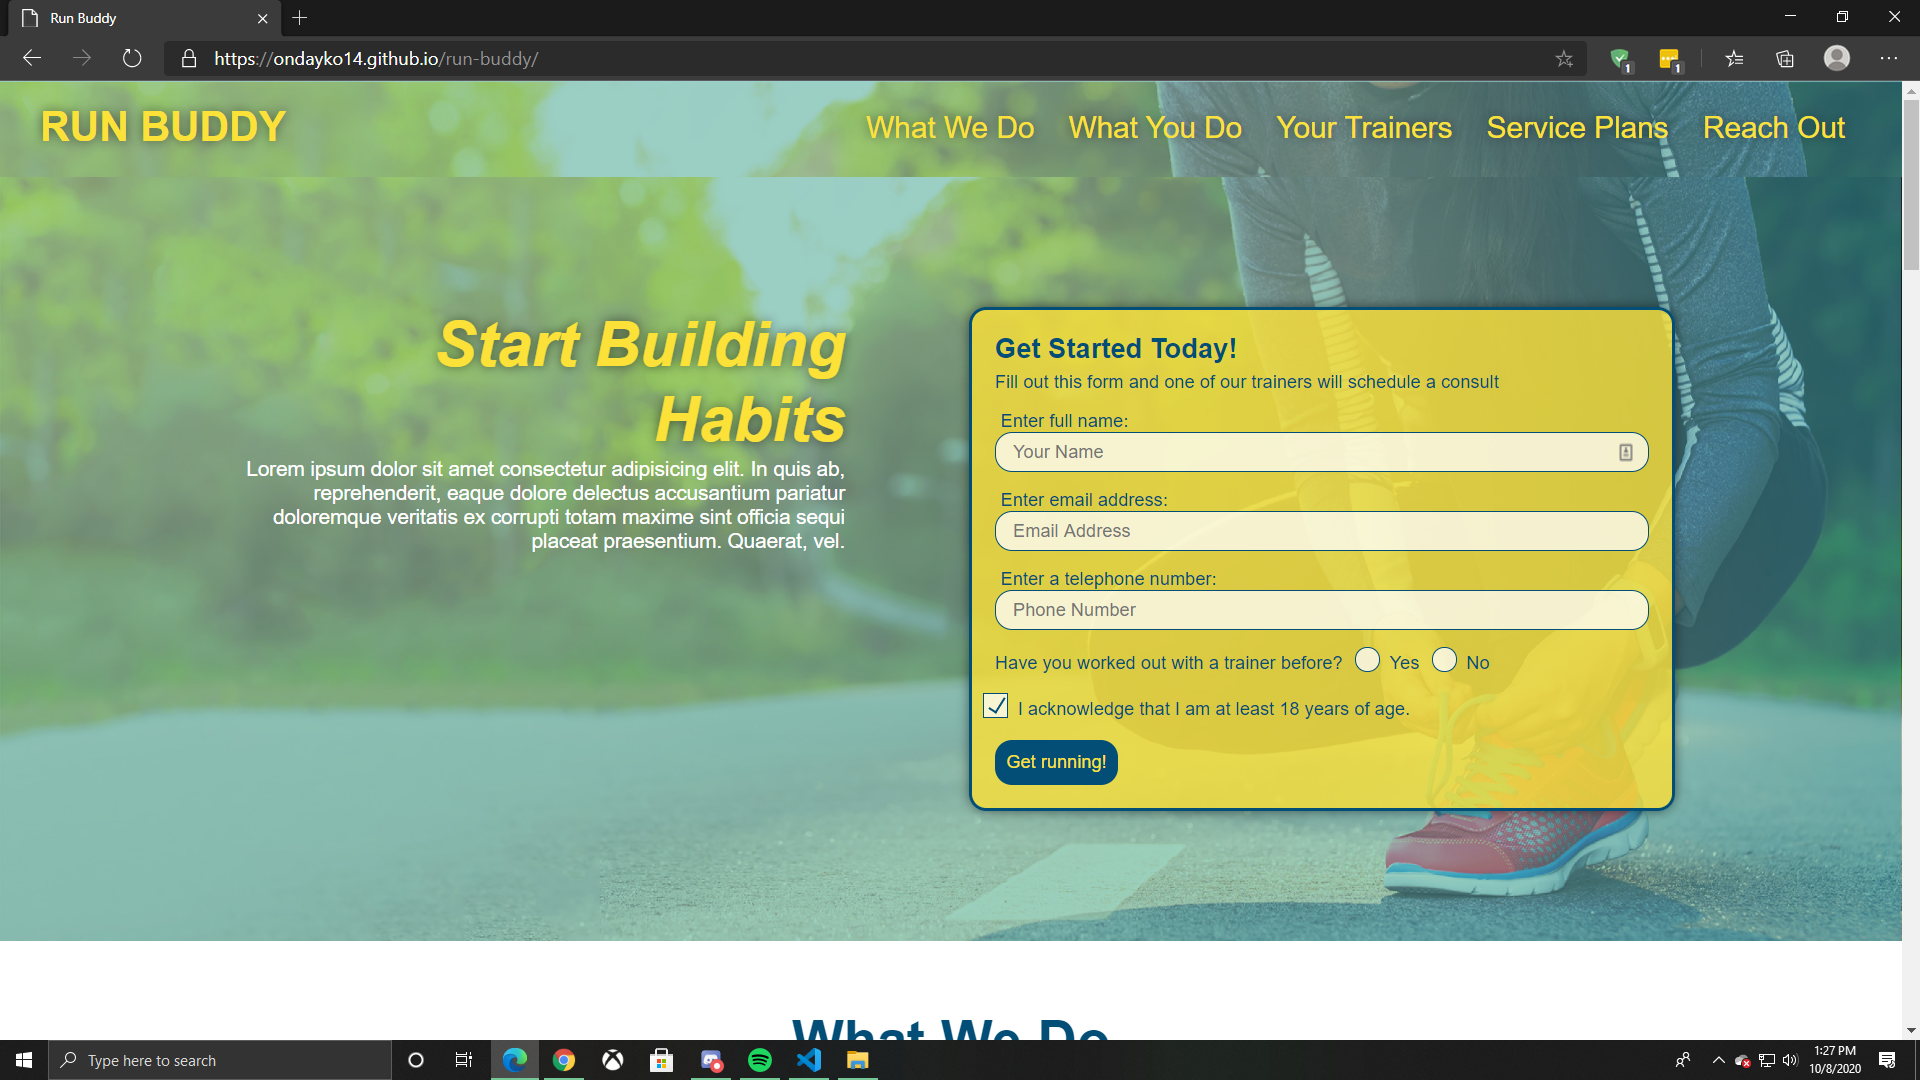 Run Buddy
https://ondayko14.github.io/run-buddy/
1
1
RUN BUDDY
What We Do
What You Do
Your Trainers
Service Plans
Reach Out
Start Building
Habits
Lorem ipsum dolor sit amet consectetur adipisicing elit. In quis ab,
reprehenderit, eaque dolore delectus accusantium pariatur
doloremque veritatis ex corrupti totam maxime sint officia sequi
placeat praesentium. Quaerat, vel.
Get Started Today!
Fill out this form and one of our trainers will schedule a consult
Enter full name:
Your Name
Enter email address:
Email Address
Enter a telephone number:
Phone Number
Have you worked out with a trainer before? Yes No
I acknowledge that I am at least 18 years of age.
Get running!
What We Do
Type here to search
1:27 PM
10/8/2020